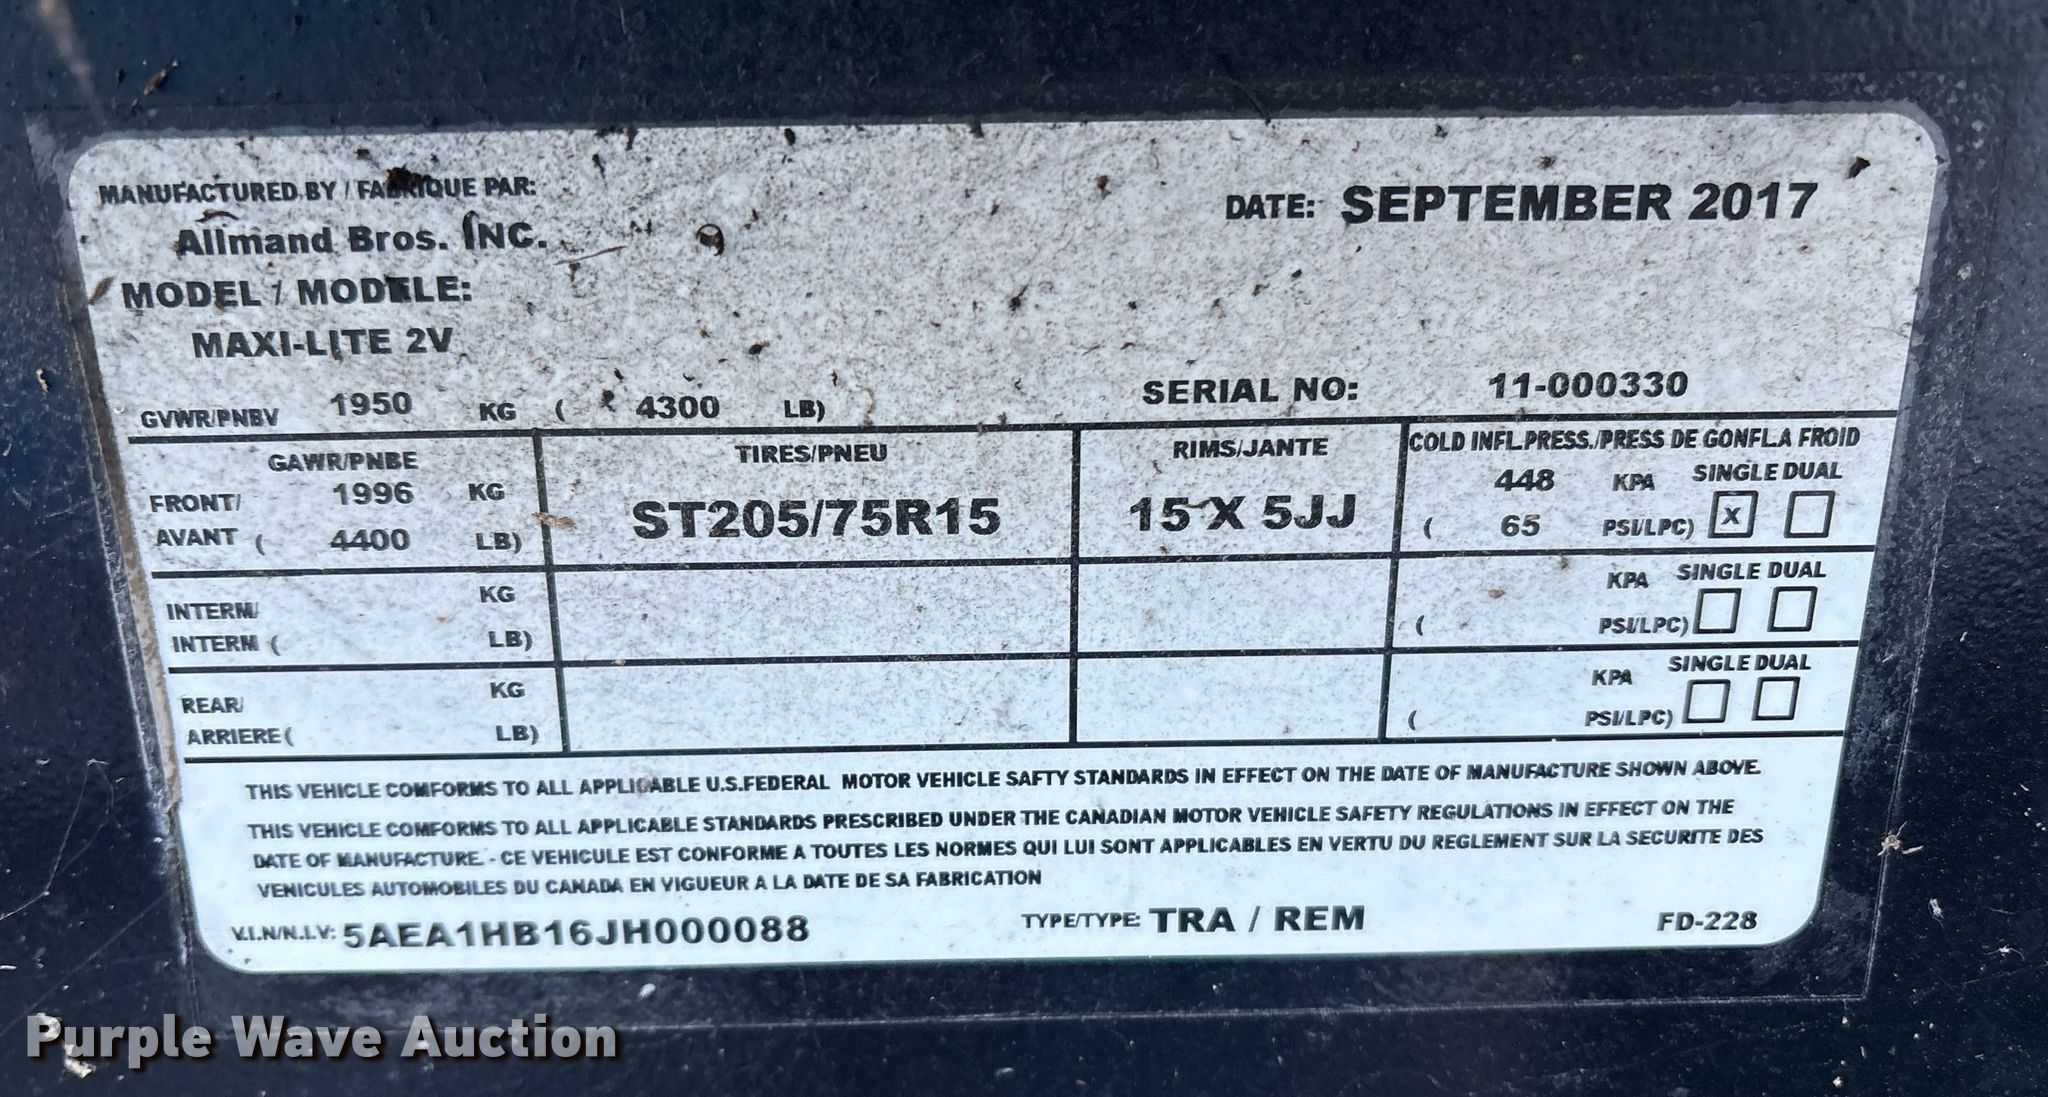 MANUFACTURED BY / FABRIQUE PAR:
Allmand Bros. INC.
DATE: SEPTEMBER 2017
MODEL / MODELE:
MAXI-LITE 2V
GVWR/PNBV 1950 KG ( 4300 LB)
SERIAL NO: 11-000330
GAWR/PNBE
TIRES/PNEU
RIMS/JANTE
COLD INFL.PRESS./PRESS DE GONFLA FROID
FRONT/ 1996 KG
AVANT ( 4400 LB)
ST205/75R15
15 X 5JJ
448 KPA SINGLE DUAL
( 65 PSI/LPC) X
INTERM/ KG
INTERM ( LB)
KPA SINGLE DUAL
( PSI/LPC)
REAR/ KG
ARRIERE ( LB)
KPA SINGLE DUAL
( PSI/LPC)
THIS VEHICLE COMFORMS TO ALL APPLICABLE U.S.FEDERAL MOTOR VEHICLE SAFTY STANDARDS IN EFFECT ON THE DATE OF MANUFACTURE SHOWN ABOVE.
THIS VEHICLE COMFORMS TO ALL APPLICABLE STANDARDS PRESCRIBED UNDER THE CANADIAN MOTOR VEHICLE SAFETY REGULATIONS IN EFFECT ON THE
DATE OF MANUFACTURE. - CE VEHICULE EST CONFORME A TOUTES LES NORMES QUI LUI SONT APPLICABLES EN VERTU DU REGLEMENT SUR LA SECURITE DES
VENICULES AUTOMOBILES DU CANADA EN VIGUEUR A LA DATE DE SA FABRICATION
V.I.N/N.I.V: 5AEA1HB16JH000088
TYPE/TYPE: TRA / REM
FD-228
Purple Wave Auction